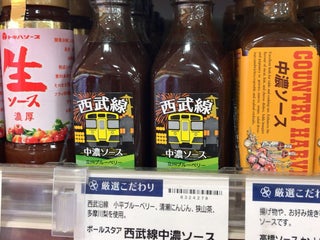 トキハソース
生
ソース
濃厚
西武線
中濃ソース
西武線
中濃ソース
COUNTRY HARVEST
中濃ソース
厳選こだわり
西武沿線 小平ブルーベリー、清瀬にんじん、狭山茶、
多摩川梨を使用。
ポールスタア 西武線中濃ソース
厳選こだわり
揚げ物や、お好み焼き
ソースです。